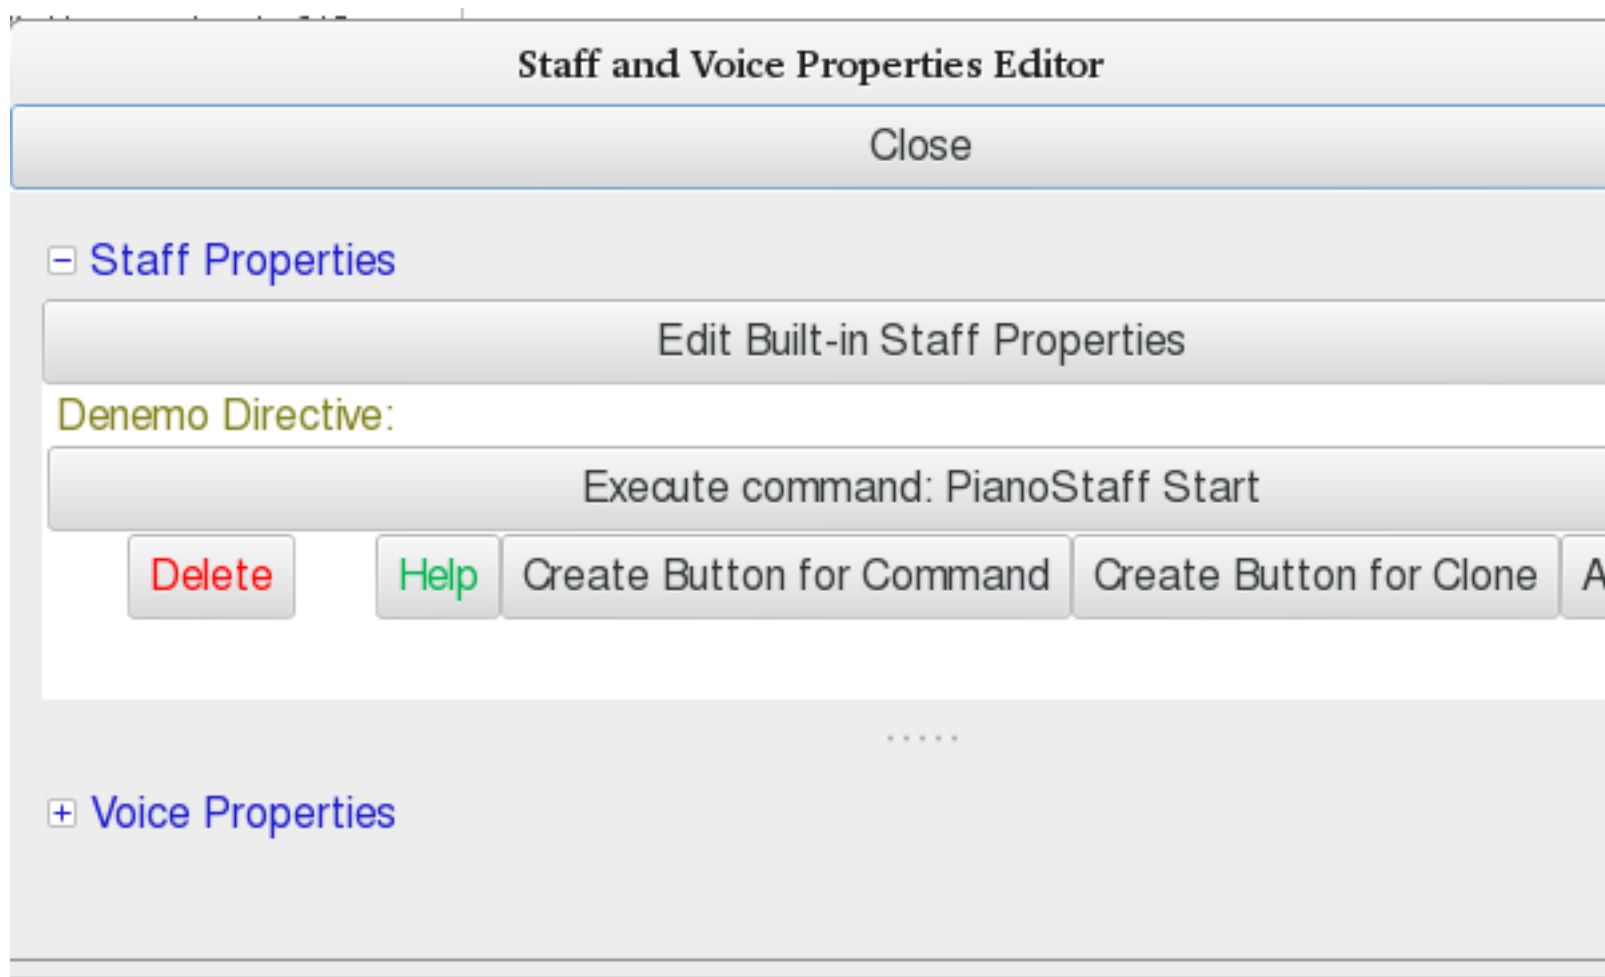 Staff and Voice Properties Editor
Close
Staff Properties
Edit Built-in Staff Properties
Denemo Directive:
Execute command: PianoStaff Start
Delete Help Create Button for Command Create Button for Clone A
Voice Properties